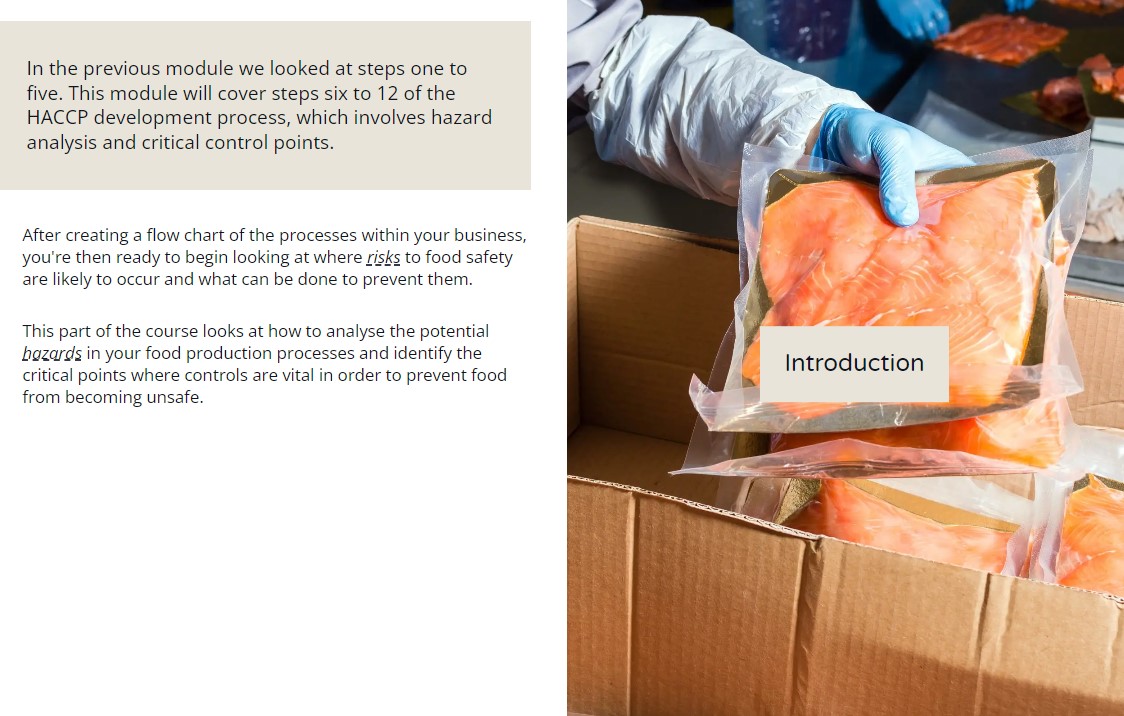 In the previous module we looked at steps one to
five. This module will cover steps six to 12 of the
HACCP development process, which involves hazard
analysis and critical control points.
After creating a flow chart of the processes within your business,
you're then ready to begin looking at where risks to food safety
are likely to occur and what can be done to prevent them.
This part of the course looks at how to analyse the potential
hazards in your food production processes and identify the
critical points where controls are vital in order to prevent food
from becoming unsafe.
Introduction